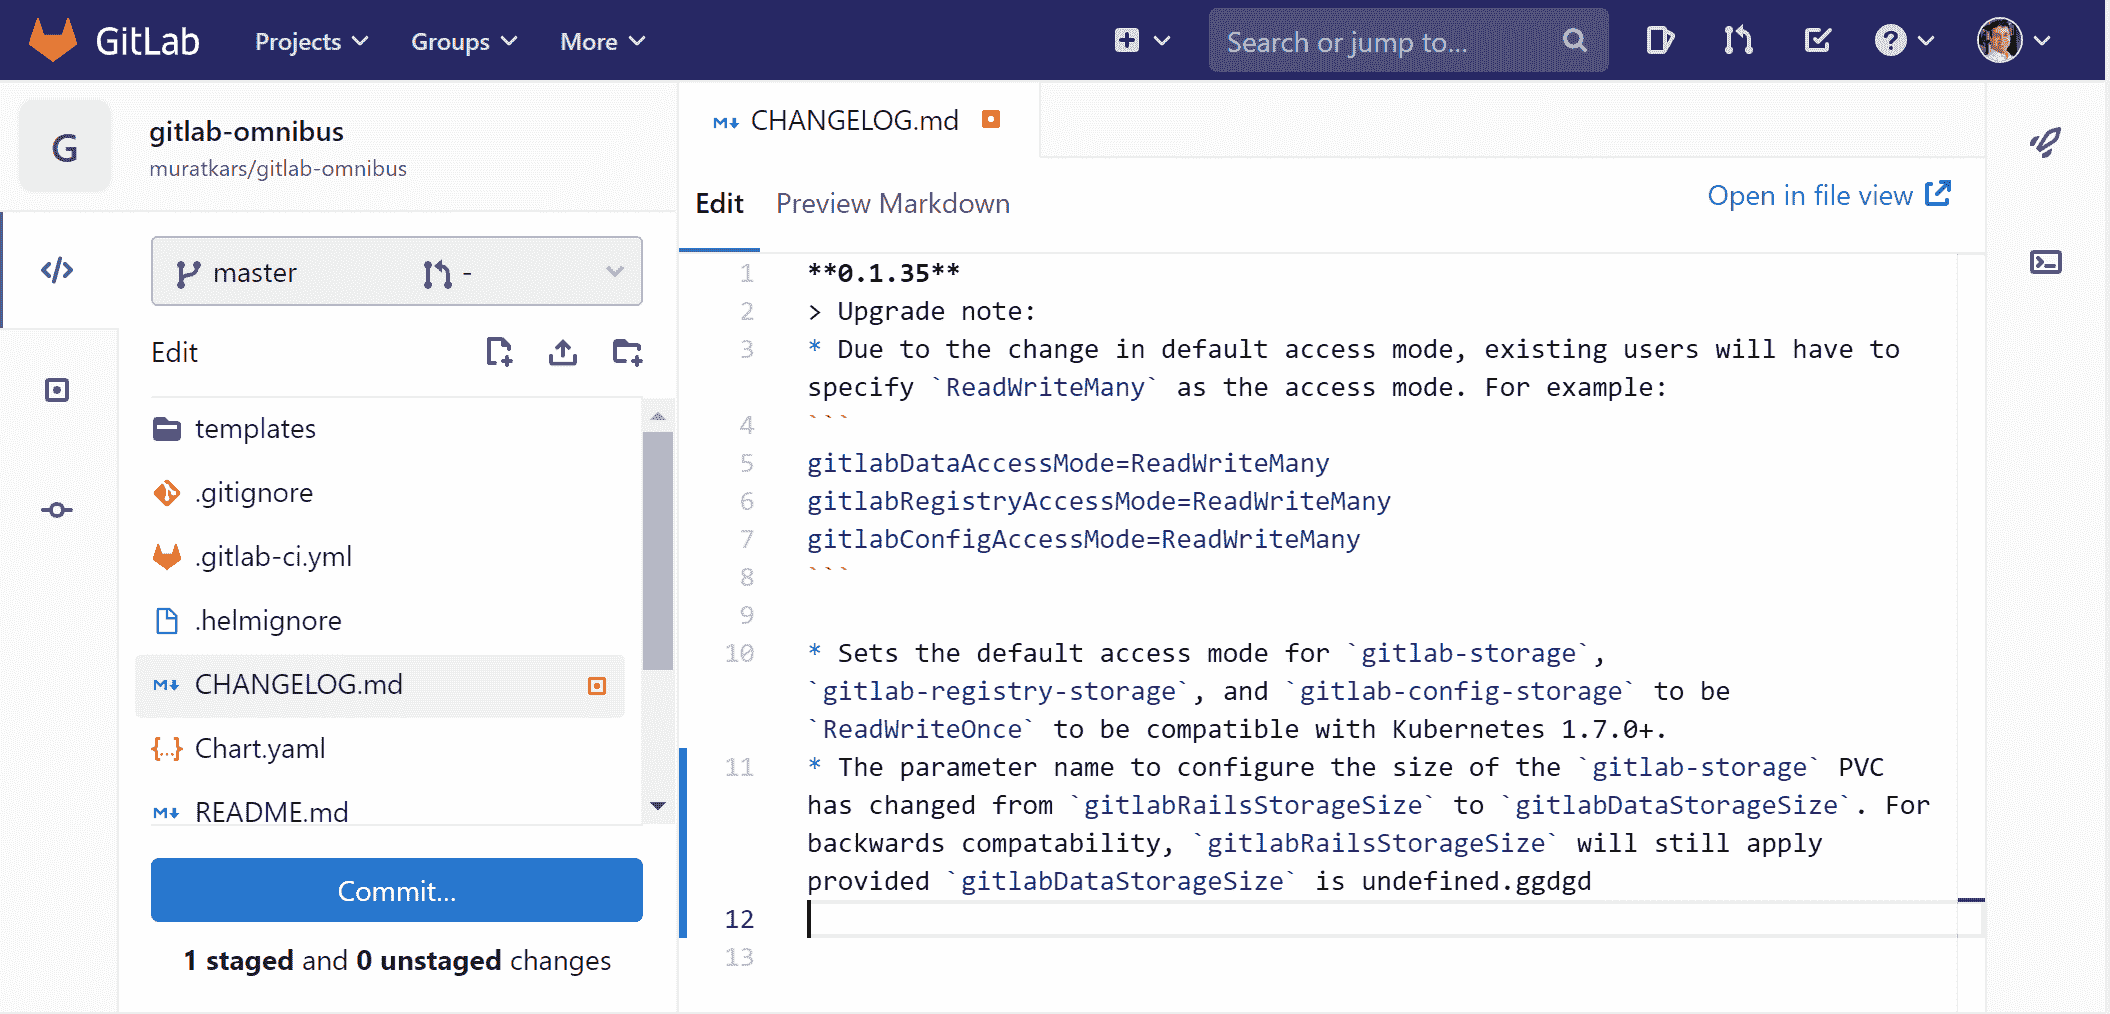 GitLab Projects Groups More Search or jump to...
G
gitlab-omnibus
muratkars/gitlab-omnibus
master -
Edit
templates
.gitignore
.gitlab-ci.yml
.helmignore
CHANGELOG.md
Chart.yaml
README.md
Commit...
1 staged and 0 unstaged changes
CHANGELOG.md
Edit Preview Markdown Open in file view
1 **0.1.35**
2 > Upgrade note:
3 * Due to the change in default access mode, existing users will have to
specify `ReadWriteMany` as the access mode. For example:
4 ```
5 gitlabDataAccessMode=ReadWriteMany
6 gitlabRegistryAccessMode=ReadWriteMany
7 gitlabConfigAccessMode=ReadWriteMany
8 ```
9
10 * Sets the default access mode for `gitlab-storage`,
`gitlab-registry-storage`, and `gitlab-config-storage` to be
`ReadWriteOnce` to be compatible with Kubernetes 1.7.0+.
11 * The parameter name to configure the size of the `gitlab-storage` PVC
has changed from `gitlabRailsStorageSize` to `gitlabDataStorageSize`. For
backwards compatability, `gitlabRailsStorageSize` will still apply
provided `gitlabDataStorageSize` is undefined.ggdgd
12
13